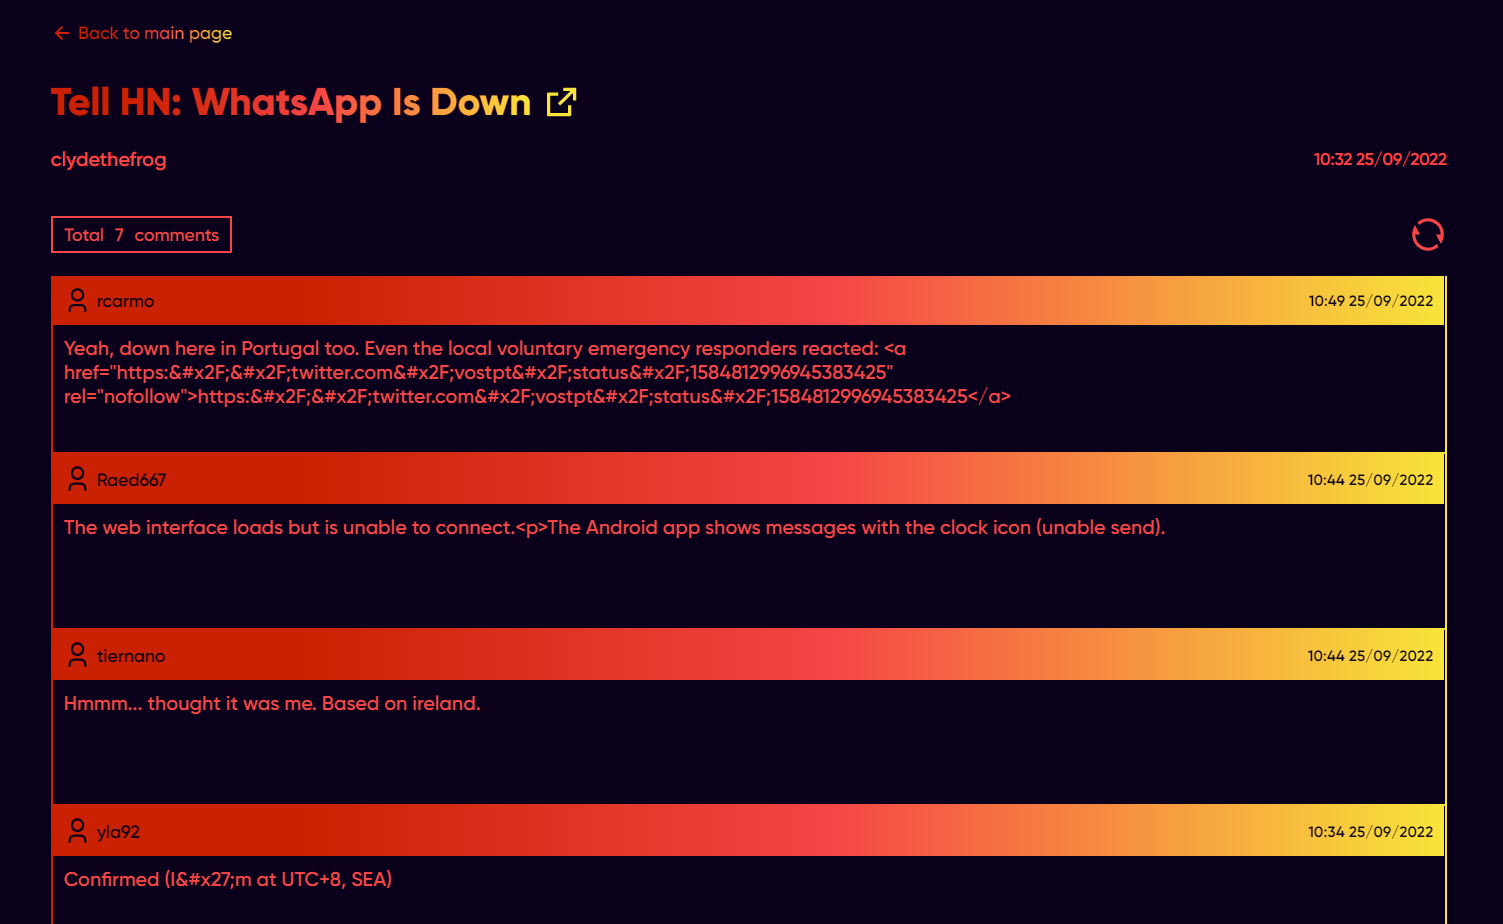 Back to main page
Tell HN: WhatsApp Is Down
clydethefrog
10:32 25/09/2022
Total 7 comments
rcarmo
10:49 25/09/2022
Yeah, down here in Portugal too. Even the local voluntary emergency responders reacted: <a
href="https:&#x2F;&#x2F;twitter.com&#x2F;vostpt&#x2F;status&#x2F;1584812996945383425"
rel="nofollow">https:&#x2F;&#x2F;twitter.com&#x2F;vostpt&#x2F;status&#x2F;1584812996945383425</a>
Raed667
10:44 25/09/2022
The web interface loads but is unable to connect.<p>The Android app shows messages with the clock icon (unable send).
tiernano
10:44 25/09/2022
Hmmm... thought it was me. Based on ireland.
yla92
10:34 25/09/2022
Confirmed (I&#x27;m at UTC+8, SEA)